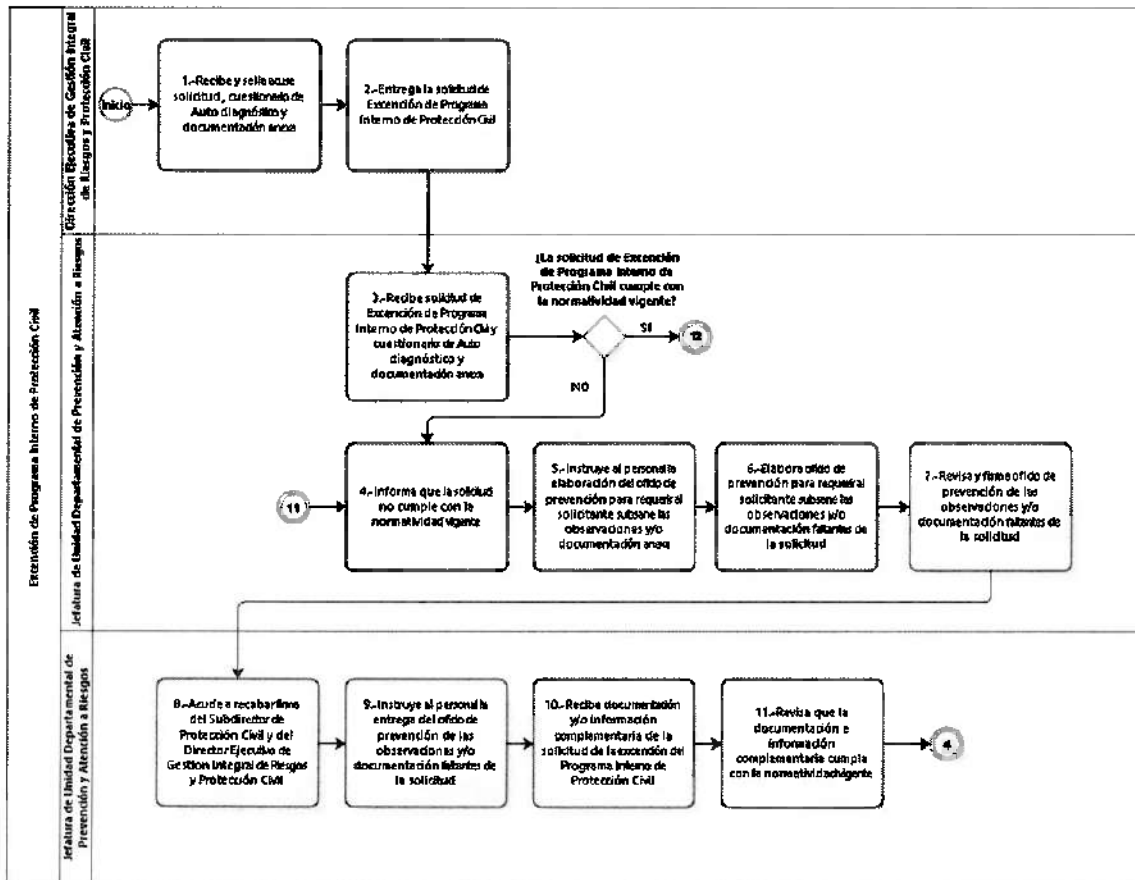 Excención de Programa Interno de Protección Civil
Dirección Ejecutiva de Gestión Integral
de Riesgos y Protección Civil
Inicio
1.-Recibe y sella acuse
solicitud, cuestionario de
Auto diagnóstico y
documentación anexa
2.-Entrega la solicitud de
Excención de Programa
Interno de Protección Civil
Jefatura de Unidad Departamental de Prevención y Atención a Riesgos
3.-Recibe solicitud de
Excención de Programa
Interno de Protección Civil y
cuestionario de Auto
diagnóstico y
documentación anexa
¿La solicitud de Excención
de Programa Interno de
Protección Civil cumple con
la normatividad vigente?
SI
12
NO
11
4.-Informa que la solicitud
no cumple con la
normatividad vigente
5.-Instruye al personal la
elaboración del oficio de
prevención para requerir al
solicitante subsane las
observaciones y/o
documentación anexa
6.-Elabora oficio de
prevención para requerir al
solicitante subsane las
observaciones y/o
documentación faltantes de
la solicitud
7.-Revisa y firma oficio de
prevención de las
observaciones y/o
documentación faltantes de
la solicitud
Jefatura de Unidad Departamental de
Prevención y Atención a Riesgos
8.-Acude a recabar firma
del Subdirector de
Protección Civil y del
Director Ejecutivo de
Gestion Integral de Riesgos
y Protección Civil
9.-Instruye al personal la
entrega del oficio de
prevención de las
observaciones y/o
documentación faltantes de
la solicitud
10.-Recibe documentación
y/o información
complementaria de la
solicitud de la excención del
Programa Interno de
Protección Civil
11.-Revisa que la
documentación e
información
complementaria cumpla
con la normatividad vigente
4